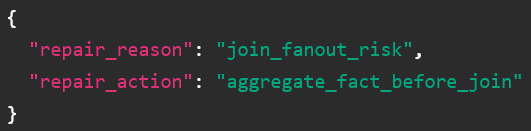 {
"repair_reason": "join_fanout_risk",
"repair_action": "aggregate_fact_before_join"
}